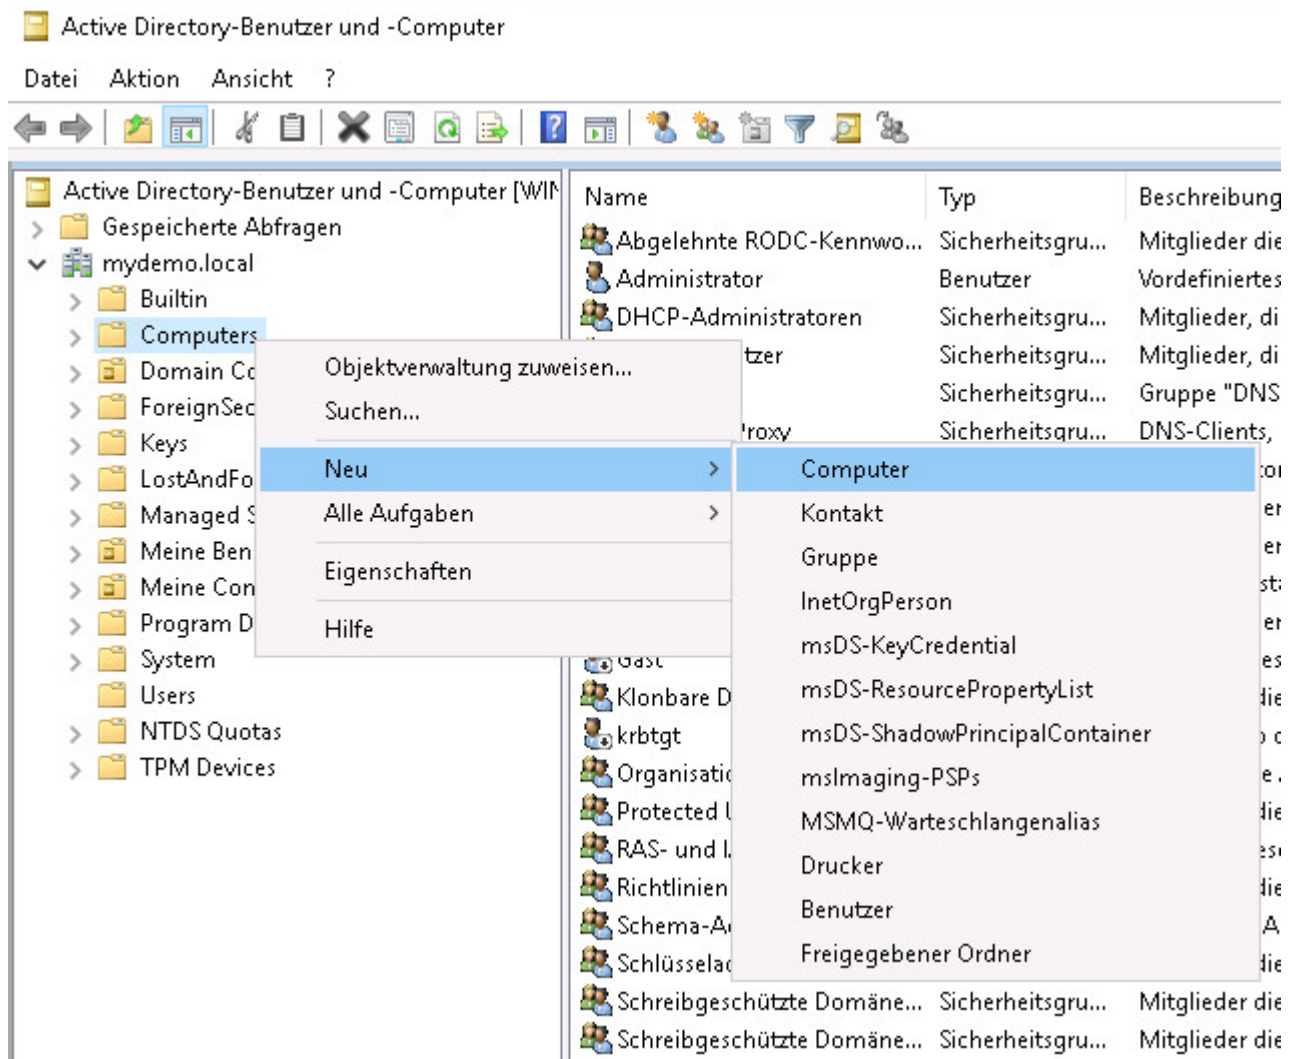 Active Directory-Benutzer und -Computer
Datei Aktion Ansicht ?
Active Directory-Benutzer und -Computer [WIN
Gespeicherte Abfragen
mydemo.local
Builtin
Computers
Domain Co
ForeignSec
Keys
LostAndFo
Managed S
Meine Ben
Meine Con
Program D
System
Users
NTDS Quotas
TPM Devices
Objektverwaltung zuweisen...
Suchen...
Neu
Alle Aufgaben
Eigenschaften
Hilfe
Name Typ Beschreibung
Abgelehnte RODC-Kennwo... Sicherheitsgru... Mitglieder die
Administrator Benutzer Vordefiniertes
DHCP-Administratoren Sicherheitsgru... Mitglieder, di
tzer Sicherheitsgru... Mitglieder, di
Sicherheitsgru... Gruppe "DNS
Proxy Sicherheitsgru... DNS-Clients,
Computer
Kontakt
Gruppe
InetOrgPerson
msDS-KeyCredential
msDS-ResourcePropertyList
msDS-ShadowPrincipalContainer
msImaging-PSPs
MSMQ-Warteschlangenalias
Drucker
Benutzer
Freigegebener Ordner
Gast
Klonbare D
krbtgt
Organisatio
Protected U
RAS- und I
Richtlinien
Schema-A
Schlüssela
Schreibgeschützte Domäne... Sicherheitsgru... Mitglieder die
Schreibgeschützte Domäne... Sicherheitsgru... Mitglieder die